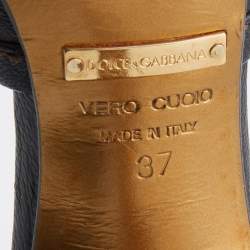 DOLCE & GABBANA
VERO CUOIO
MADE IN ITALY
37